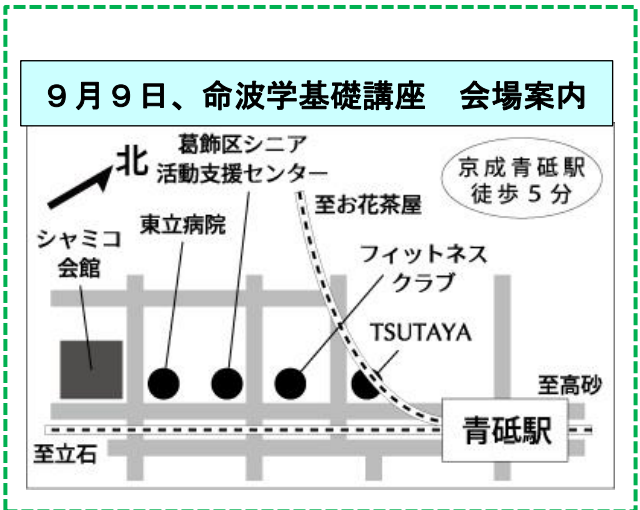 ９月９日、命波学基礎講座　会場案内
北
葛飾区シニア
活動支援センター
京成青砥駅
徒歩５分
至お花茶屋
東立病院
シャミコ
会館
フィットネス
クラブ
TSUTAYA
至高砂
青砥駅
至立石